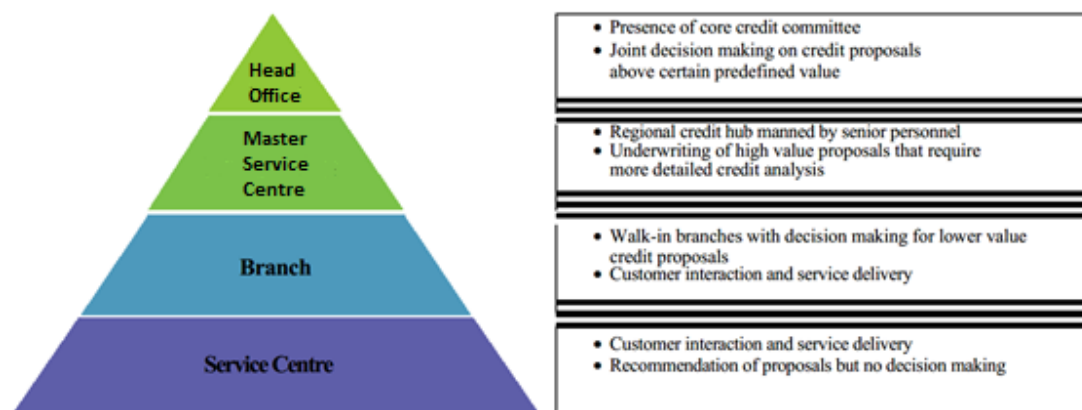 Head
Office
• Presence of core credit committee
• Joint decision making on credit proposals
above certain predefined value
Master
Service
Centre
• Regional credit hub manned by senior personnel
• Underwriting of high value proposals that require
more detailed credit analysis
Branch
• Walk-in branches with decision making for lower value
credit proposals
• Customer interaction and service delivery
Service Centre
• Customer interaction and service delivery
• Recommendation of proposals but no decision making